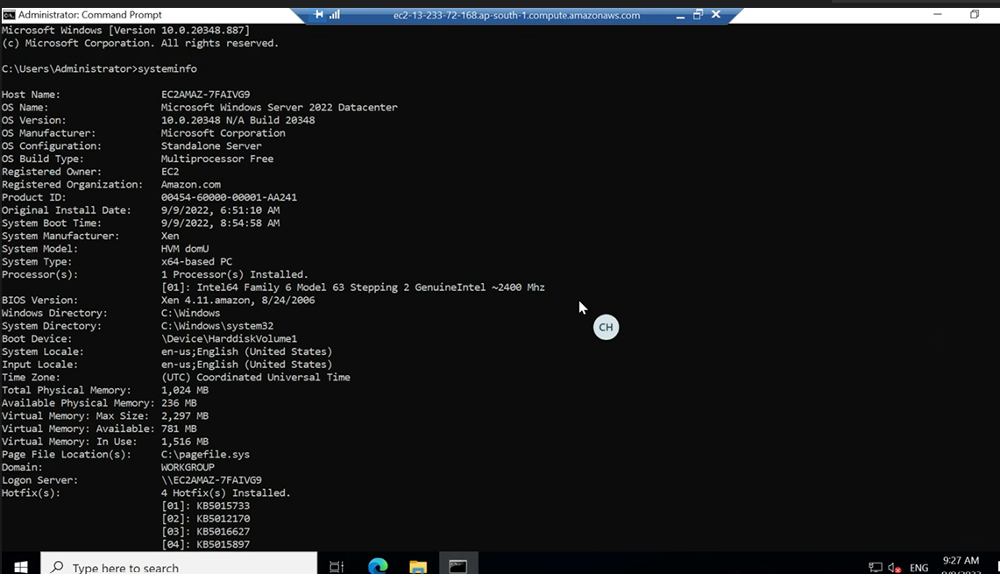 Administrator: Command Prompt
ec2-13-233-72-168.ap-south-1.compute.amazonaws.com
Microsoft Windows [Version 10.0.20348.887]
(c) Microsoft Corporation. All rights reserved.
C:\Users\Administrator>systeminfo
Host Name: EC2AMAZ-7FAIVG9
OS Name: Microsoft Windows Server 2022 Datacenter
OS Version: 10.0.20348 N/A Build 20348
OS Manufacturer: Microsoft Corporation
OS Configuration: Standalone Server
OS Build Type: Multiprocessor Free
Registered Owner: EC2
Registered Organization: Amazon.com
Product ID: 00454-60000-00001-AA241
Original Install Date: 9/9/2022, 6:51:10 AM
System Boot Time: 9/9/2022, 8:54:58 AM
System Manufacturer: Xen
System Model: HVM domU
System Type: x64-based PC
Processor(s): 1 Processor(s) Installed.
[01]: Intel64 Family 6 Model 63 Stepping 2 GenuineIntel ~2400 Mhz
BIOS Version: Xen 4.11.amazon, 8/24/2006
Windows Directory: C:\Windows
System Directory: C:\Windows\system32
Boot Device: \Device\HarddiskVolume1
System Locale: en-us;English (United States)
Input Locale: en-us;English (United States)
Time Zone: (UTC) Coordinated Universal Time
Total Physical Memory: 1,024 MB
Available Physical Memory: 236 MB
Virtual Memory: Max Size: 2,297 MB
Virtual Memory: Available: 781 MB
Virtual Memory: In Use: 1,516 MB
Page File Location(s): C:\pagefile.sys
Domain: WORKGROUP
Logon Server: \\EC2AMAZ-7FAIVG9
Hotfix(s): 4 Hotfix(s) Installed.
[01]: KB5015733
[02]: KB5012170
[03]: KB5016627
[04]: KB5015897
CH
Type here to search
ENG
9:27 AM